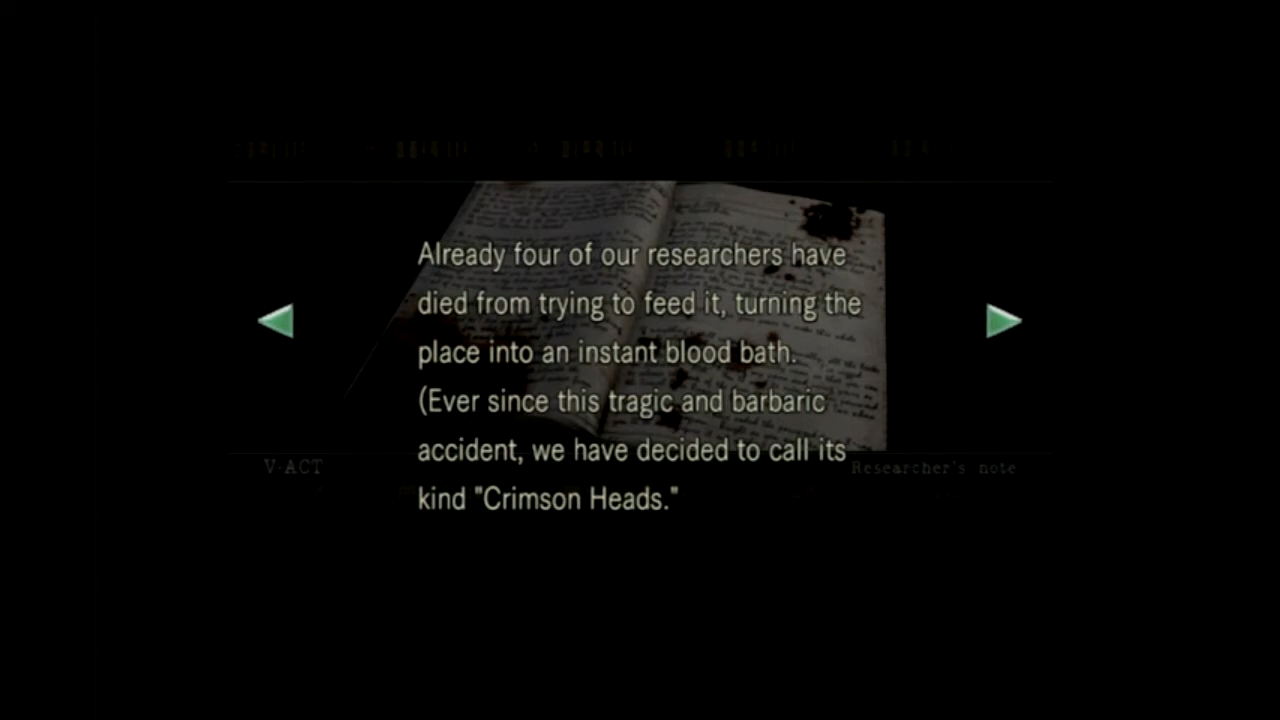 Already four of our researchers have
died from trying to feed it, turning the
place into an instant blood bath.
(Ever since this tragic and barbaric
accident, we have decided to call its
kind "Crimson Heads."
V-ACT
Researcher's note